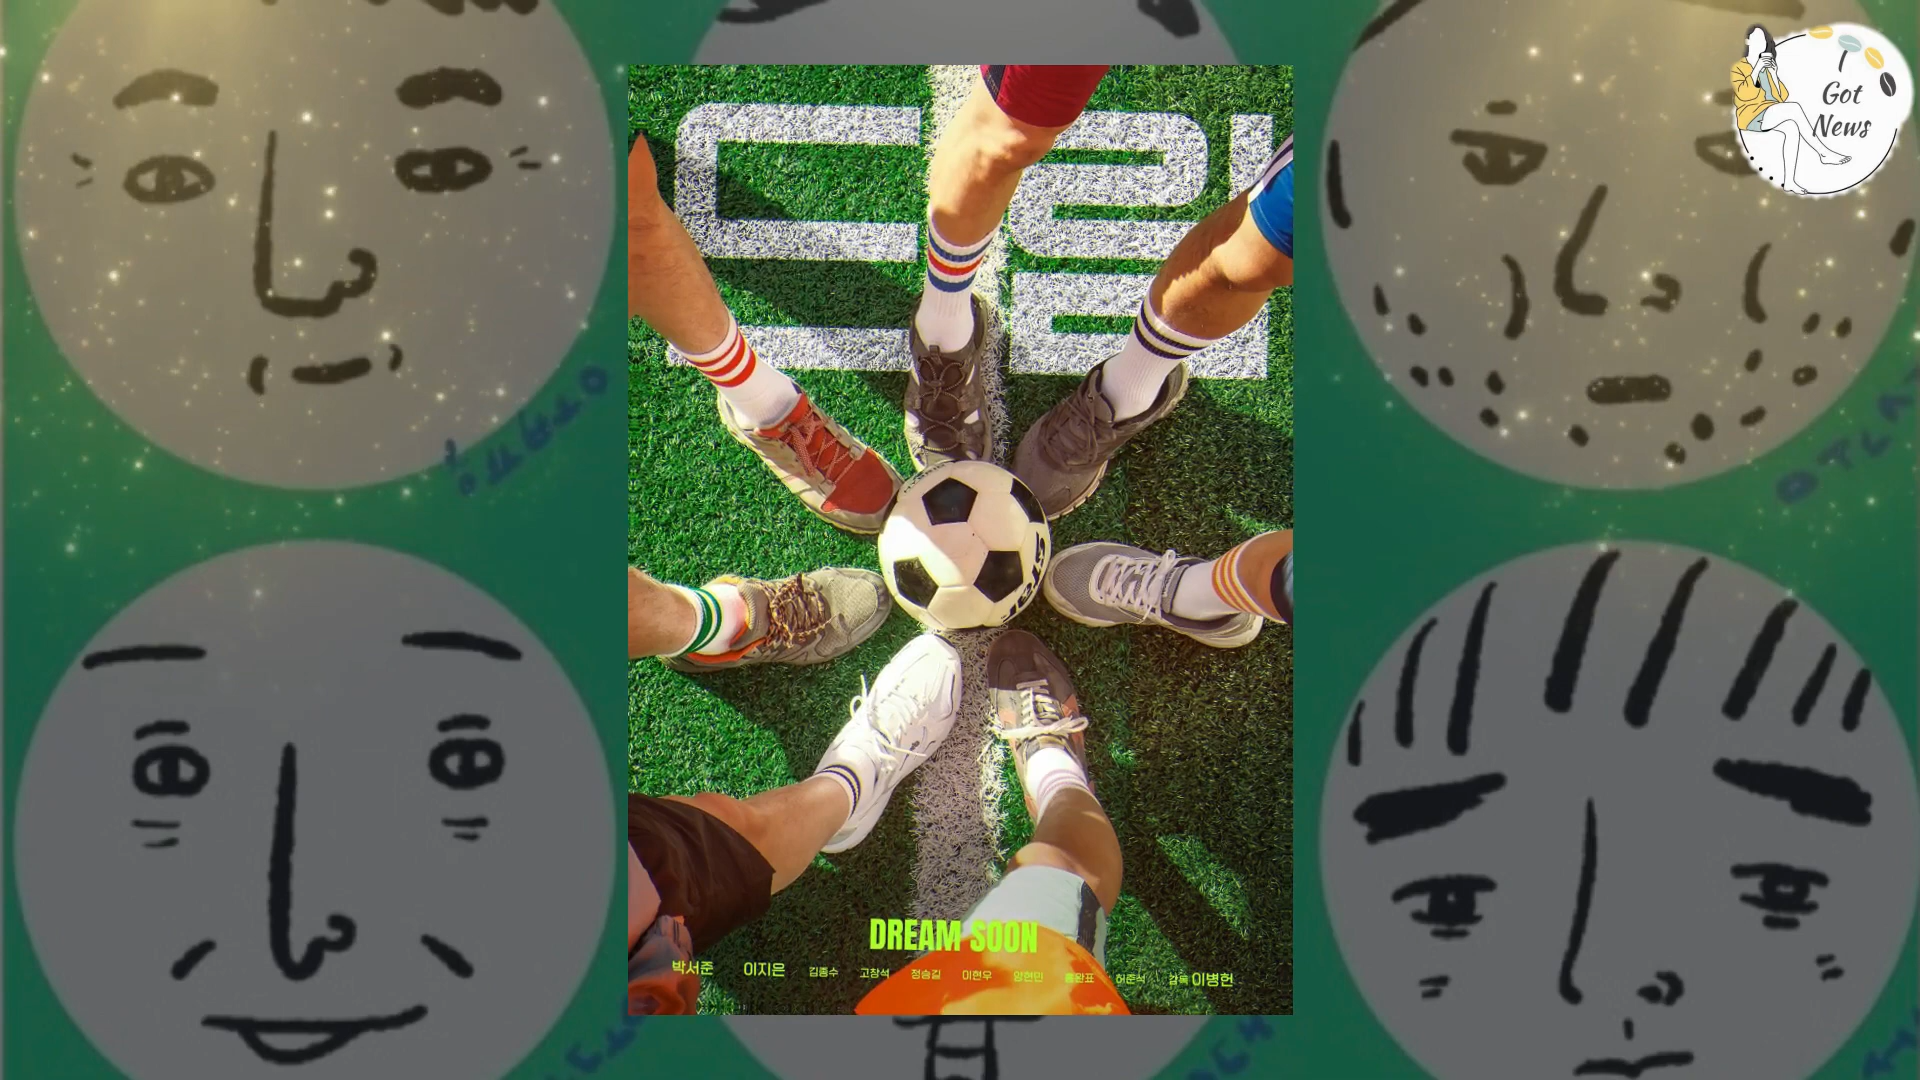 I
Got
News
드림
star
DREAM SOON
박서준 이지은 김종수 고창석 정승길 이현우 양현민 홍완표 허준석 감독 이병헌